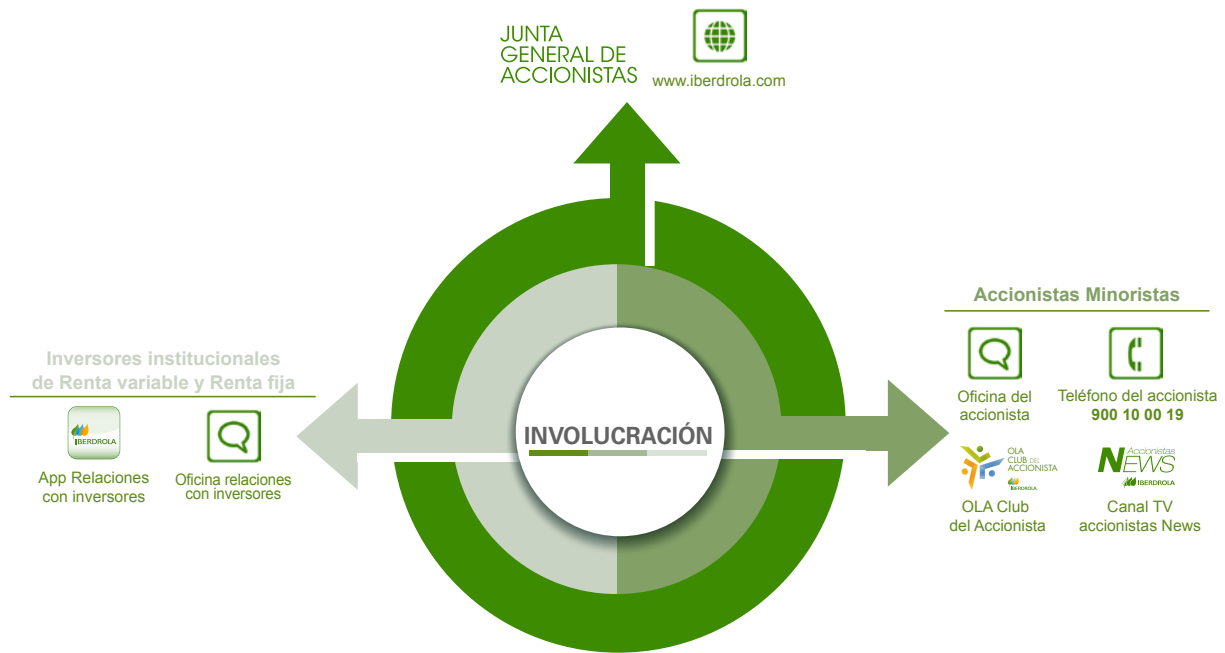 JUNTA
GENERAL DE
ACCIONISTAS
www.iberdrola.com
Inversores institucionales
de Renta variable y Renta fija
IBERDROLA
App Relaciones
con inversores
Oficina relaciones
con inversores
INVOLUCRACIÓN
Accionistas Minoristas
Oficina del
accionista
Teléfono del accionista
900 10 00 19
OLA
CLUB DEL
ACCIONISTA
IBERDROLA
OLA Club
del Accionista
Accionistas
NEWS
IBERDROLA
Canal TV
accionistas News